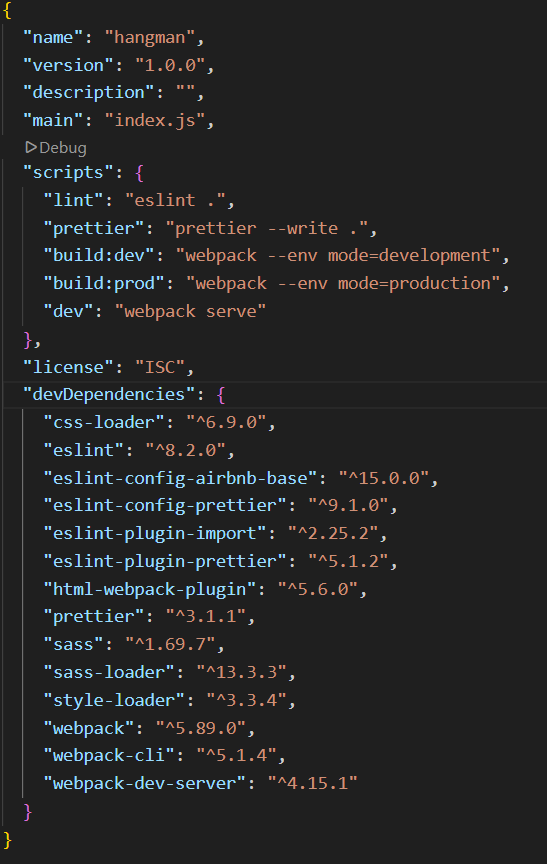 {
"name": "hangman",
"version": "1.0.0",
"description": "",
"main": "index.js",
Debug
"scripts": {
"lint": "eslint .",
"prettier": "prettier --write .",
"build:dev": "webpack --env mode=development",
"build:prod": "webpack --env mode=production",
"dev": "webpack serve"
},
"license": "ISC",
"devDependencies": {
"css-loader": "^6.9.0",
"eslint": "^8.2.0",
"eslint-config-airbnb-base": "^15.0.0",
"eslint-config-prettier": "^9.1.0",
"eslint-plugin-import": "^2.25.2",
"eslint-plugin-prettier": "^5.1.2",
"html-webpack-plugin": "^5.6.0",
"prettier": "^3.1.1",
"sass": "^1.69.7",
"sass-loader": "^13.3.3",
"style-loader": "^3.3.4",
"webpack": "^5.89.0",
"webpack-cli": "^5.1.4",
"webpack-dev-server": "^4.15.1"
}
}